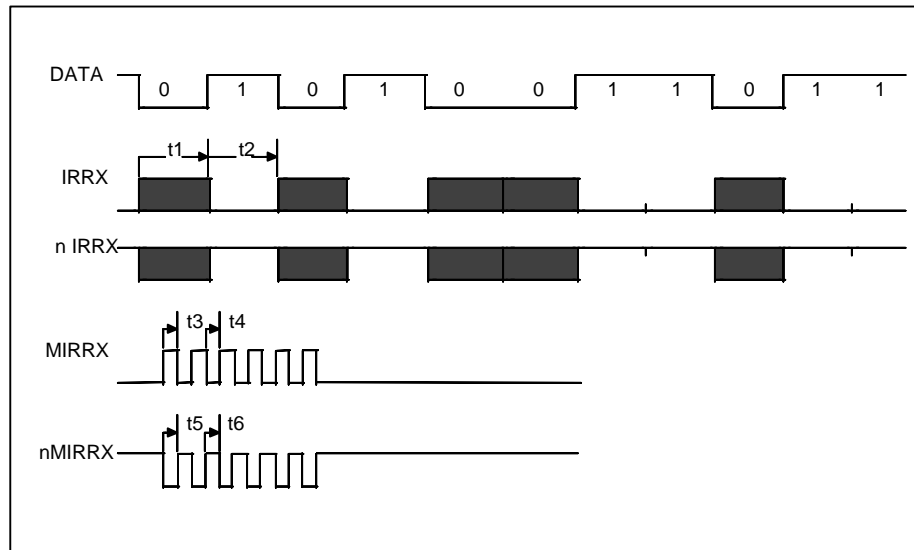 DATA
0 1 0 1 0 0 1 1 0 1 1
t1 t2
IRRX
n IRRX
t3 t4
MIRRX
t5 t6
nMIRRX